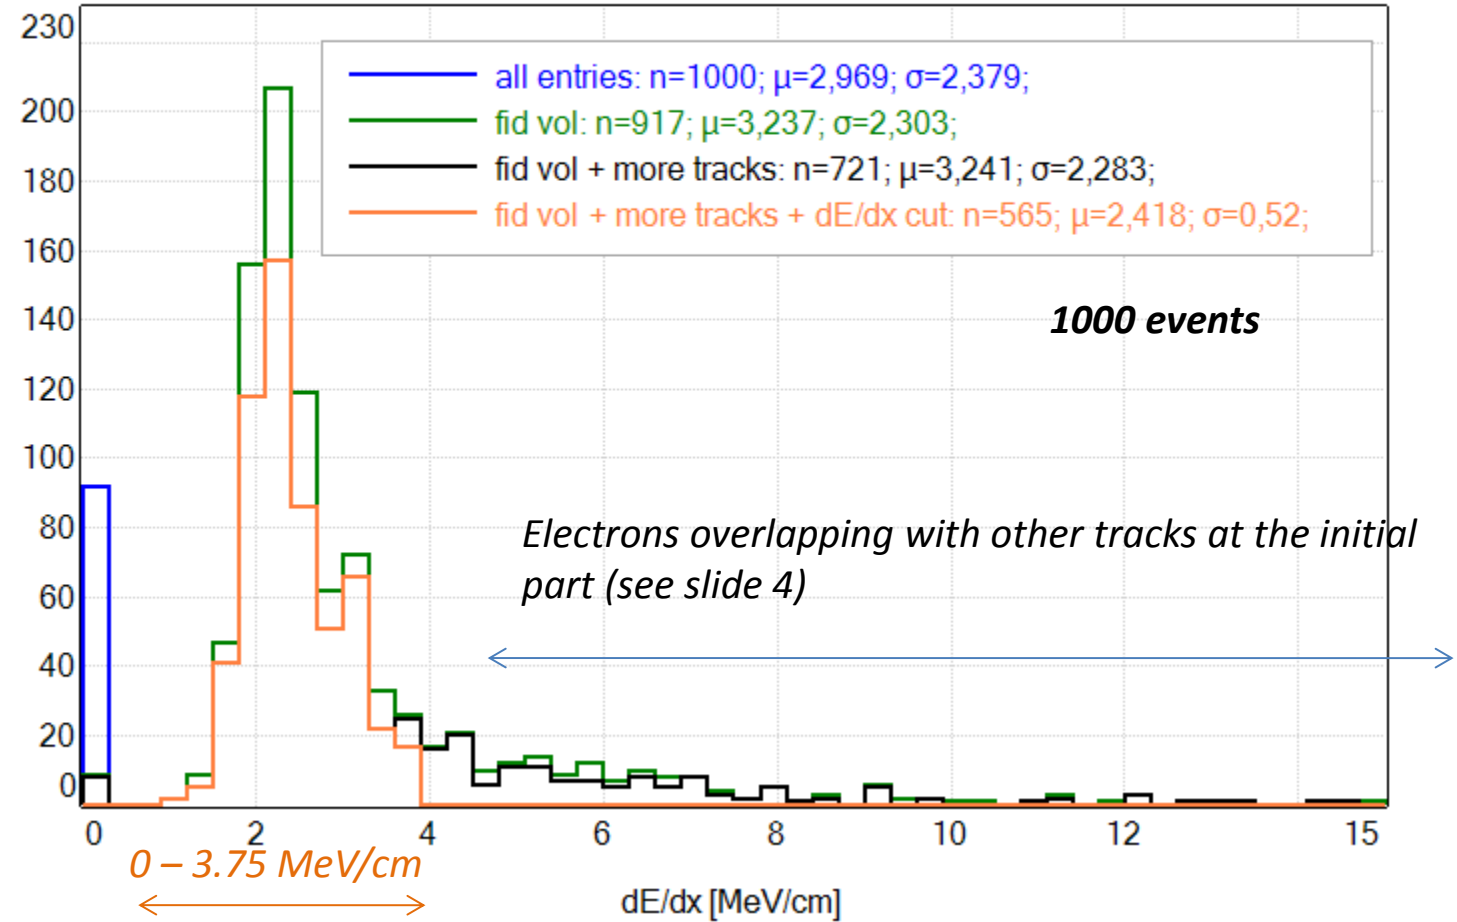 230
200
180
160
140
120
100
80
60
40
20
0
all entries: n=1000; μ=2,969; σ=2,379;
fid vol: n=917; μ=3,237; σ=2,303;
fid vol + more tracks: n=721; μ=3,241; σ=2,283;
fid vol + more tracks + dE/dx cut: n=565; μ=2,418; σ=0,52;
1000 events
Electrons overlapping with other tracks at the initial
part (see slide 4)
0 2 4 6 8 10 12 15
0 – 3.75 MeV/cm
dE/dx [MeV/cm]